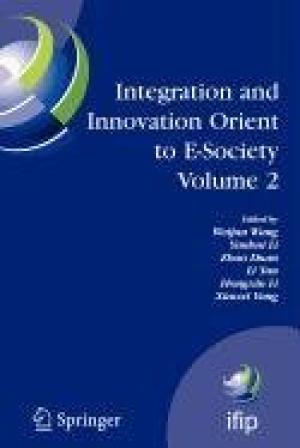 Integration and
Innovation Orient
to E-Society
Volume 2
Edited by
Weijun Wang
Yanhui Li
Zhao Duan
Li Yan
Hongxiu Li
Xiaoxi Yang
Springer
ifip